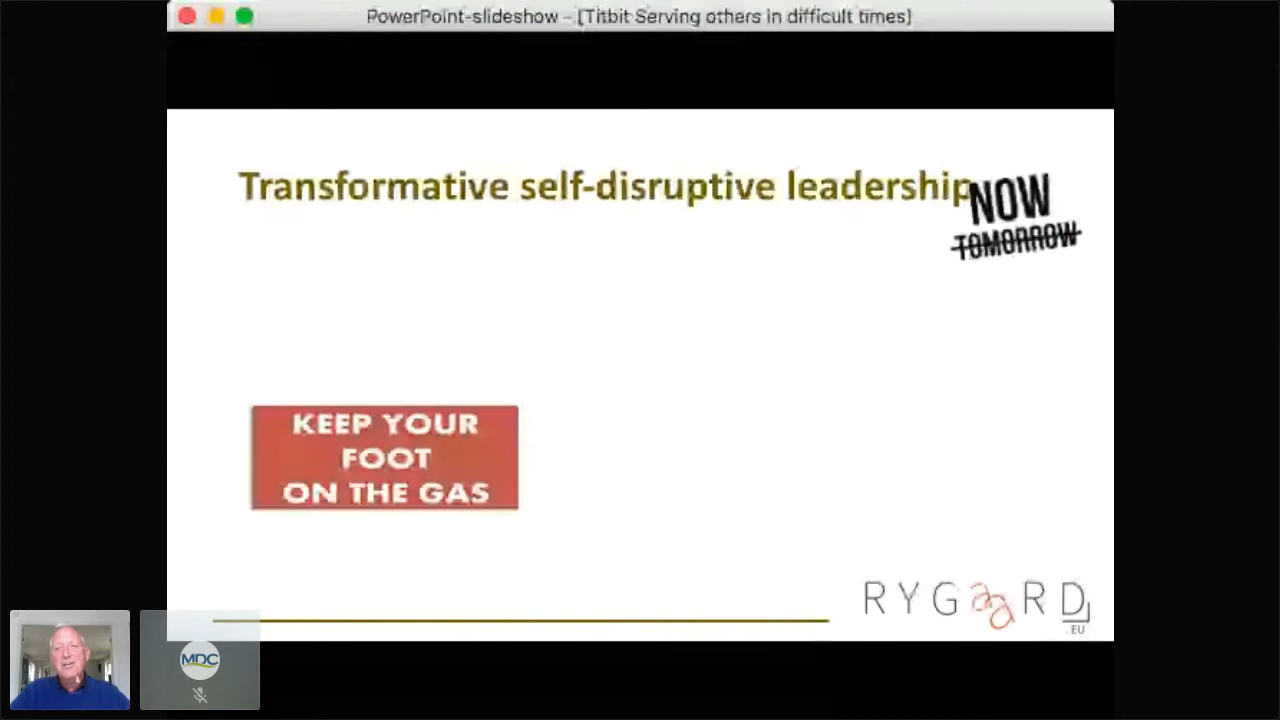 PowerPoint-slideshow – [Titbit Serving others in difficult times]
Transformative self-disruptive leadership
NOW
TOMORROW
KEEP YOUR
FOOT
ON THE GAS
RYGaaRD
.EU
MDC